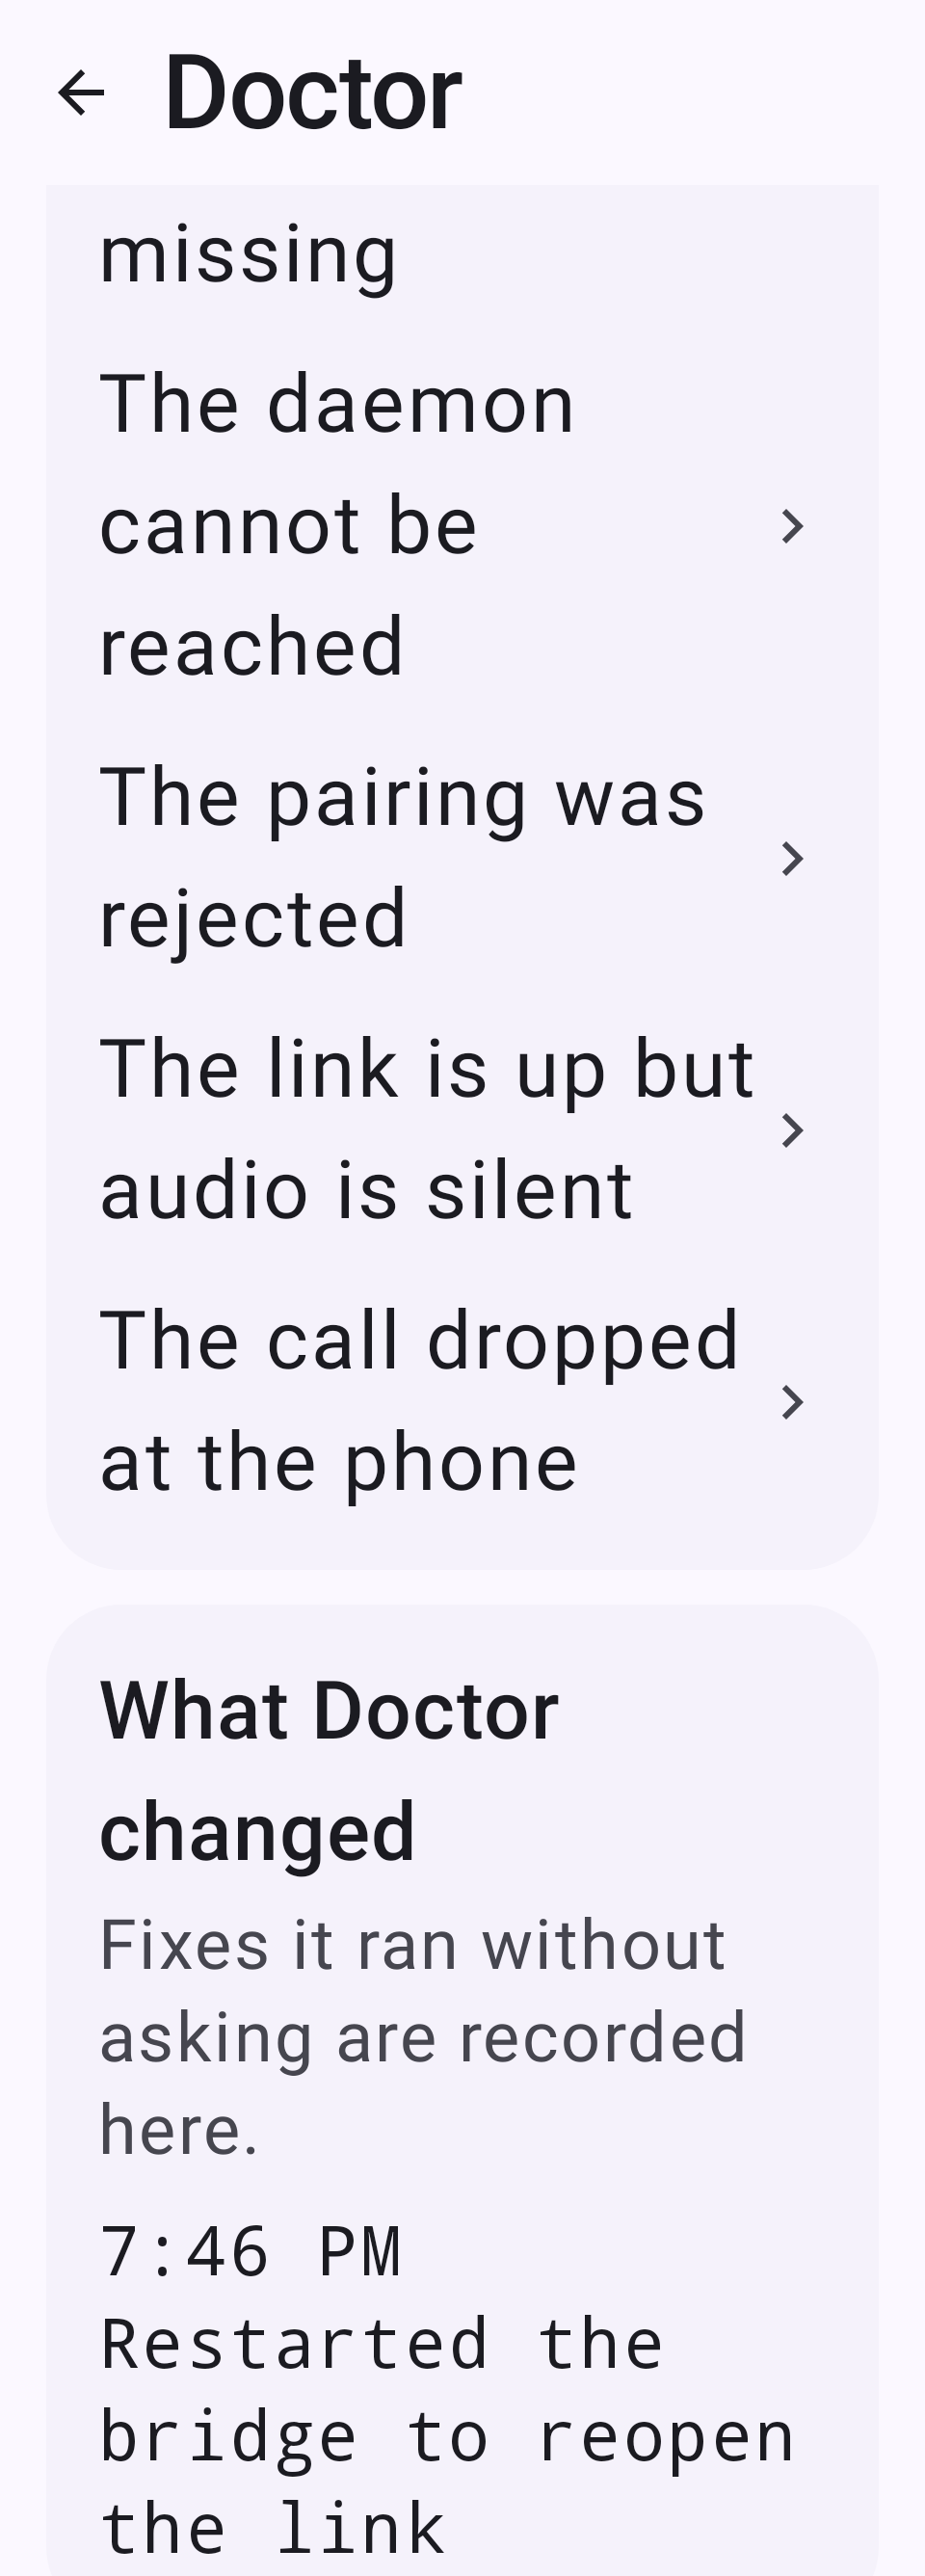 Doctor
missing
The daemon
cannot be
reached
The pairing was
rejected
The link is up but
audio is silent
The call dropped
at the phone
What Doctor
changed
Fixes it ran without
asking are recorded
here.
7:46 PM
Restarted the
bridge to reopen
the link